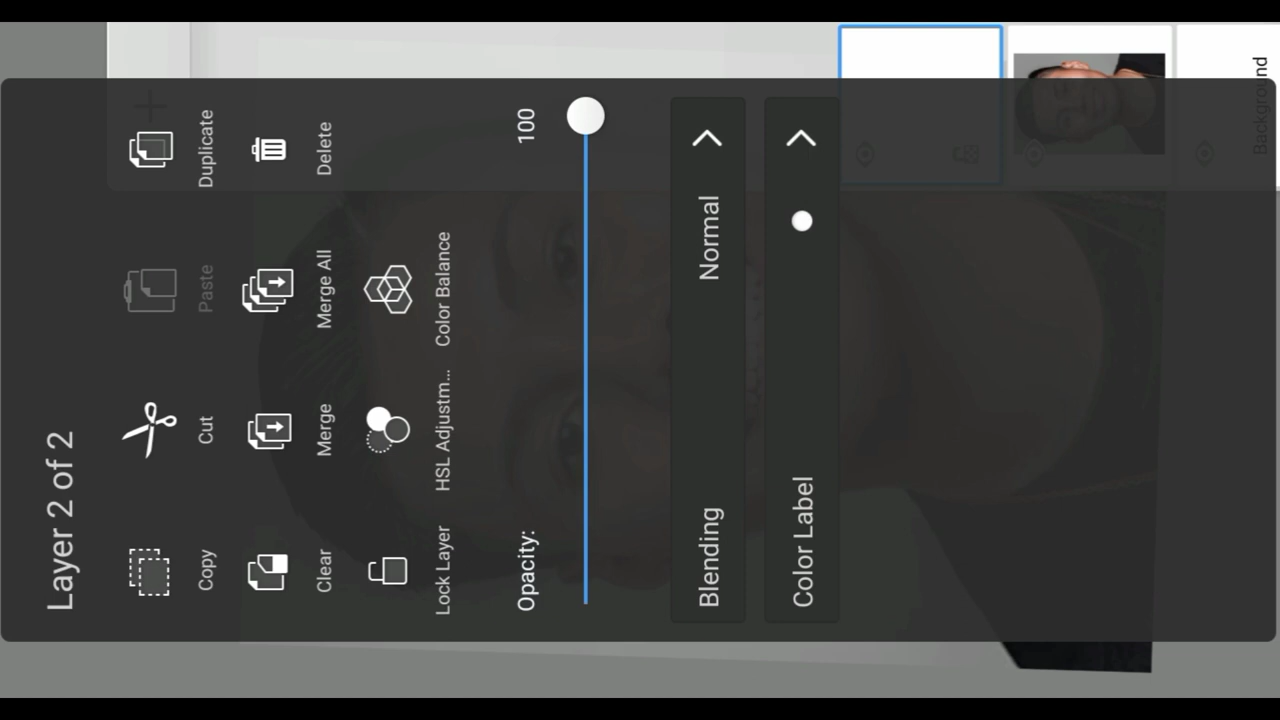 Layer 2 of 2
Copy
Cut
Paste
Duplicate
Clear
Merge
Merge All
Delete
Lock Layer
HSL Adjustm...
Color Balance
Opacity:
100
Blending
Normal
Color Label
Background